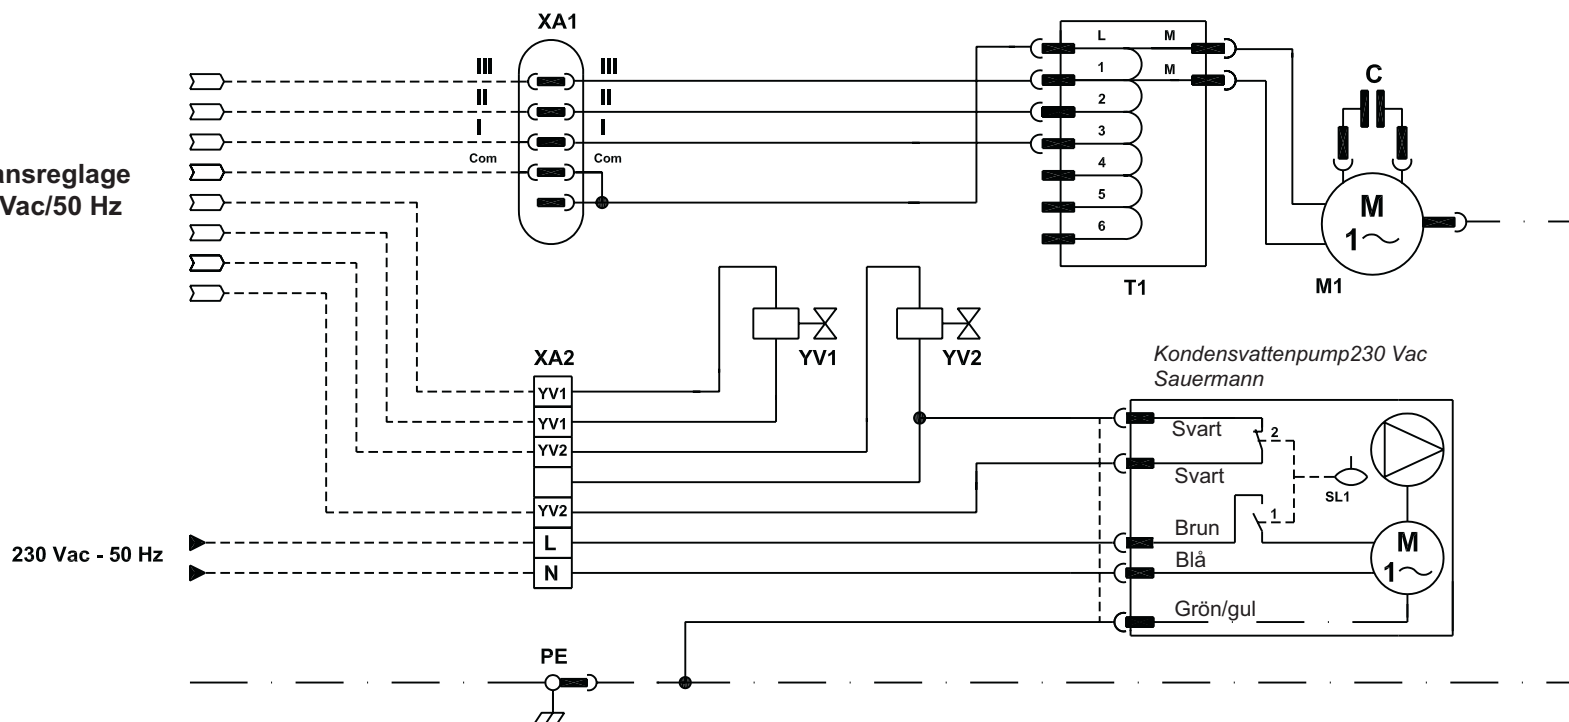 XA1
III III
II II
I I
Com Com
ansreglage
Vac/50 Hz
L M
1 M
2
3
4
5
6
T1
C
M
1
M1
YV1
YV2
XA2
YV1
YV1
YV2
YV2
L
N
230 Vac - 50 Hz
Kondensvattenpump230 Vac
Sauermann
Svart
2
Svart
SL1
1
Brun
Blå
Grön/gul
M
1
PE